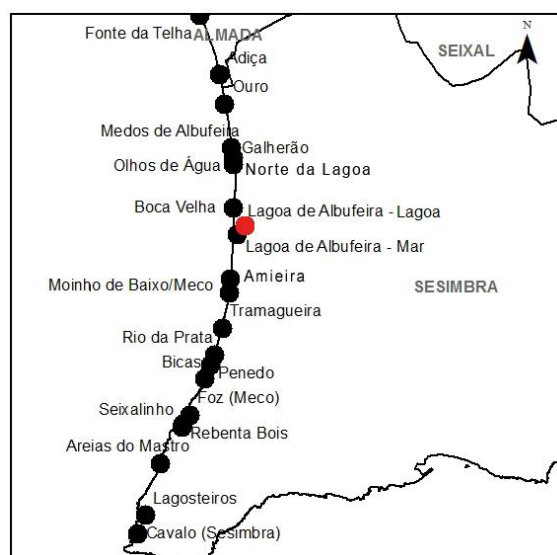 Fonte da Telha
ALMADA
N
SEIXAL
Adiça
Ouro
Medos de Albufeira
Galherão
Olhos de Água
Norte da Lagoa
Boca Velha
Lagoa de Albufeira - Lagoa
Lagoa de Albufeira - Mar
Amieira
Moinho de Baixo/Meco
SESIMBRA
Tramagueira
Rio da Prata
Bicas
Penedo
Foz (Meco)
Seixalinho
Rebenta Bois
Areias do Mastro
Lagosteiros
Cavalo (Sesimbra)